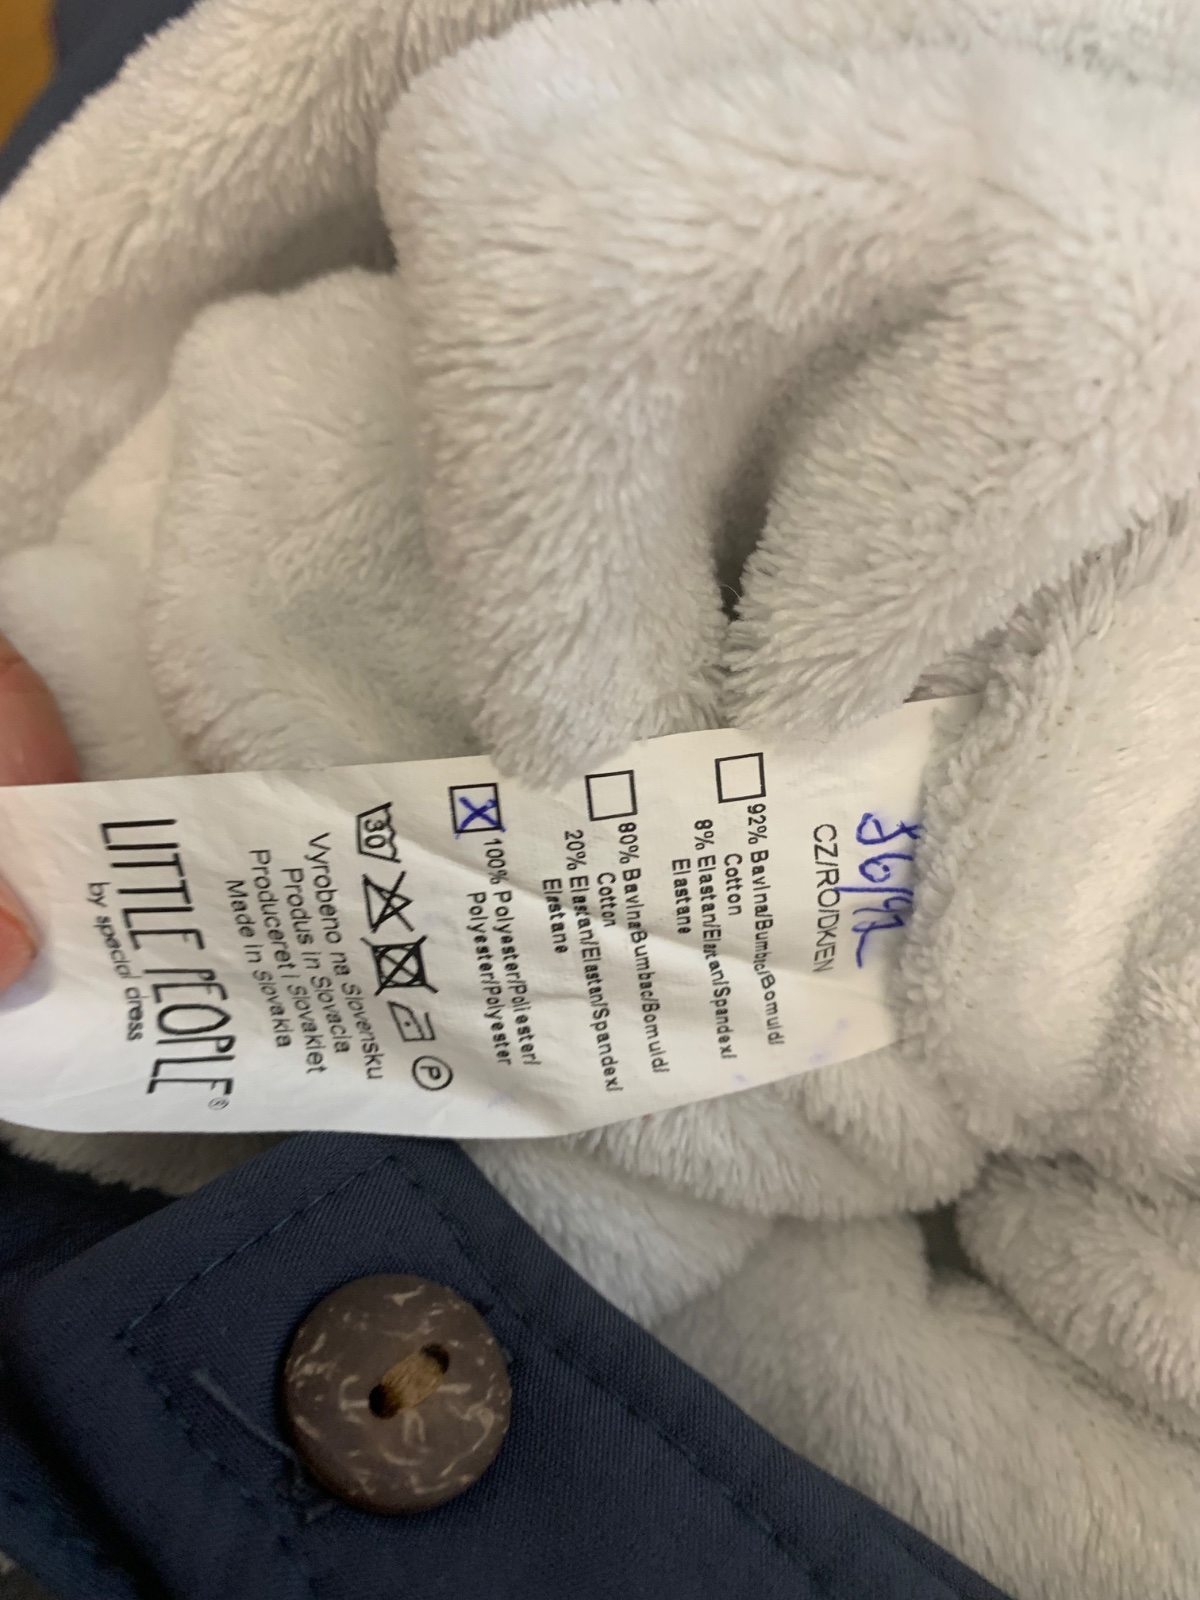 86/92
CZ/RO/DK/EN
92% Bavlna/Bumbac/Bomuld/
Cotton
8% Elastan/Elastan/Spandex/
Elastane
80% Bavlna/Bumbac/Bomuld/
Cotton
20% Elastan/Elastan/Spandex/
Elastane
X 100% Polyester/Poliester/
Polyester/Polyester
30 P
Vyrobeno na Slovensku
Produs in Slovacia
Produceret i Slovakiet
Made in Slovakia
LITTLE PEOPLE®
by special dress